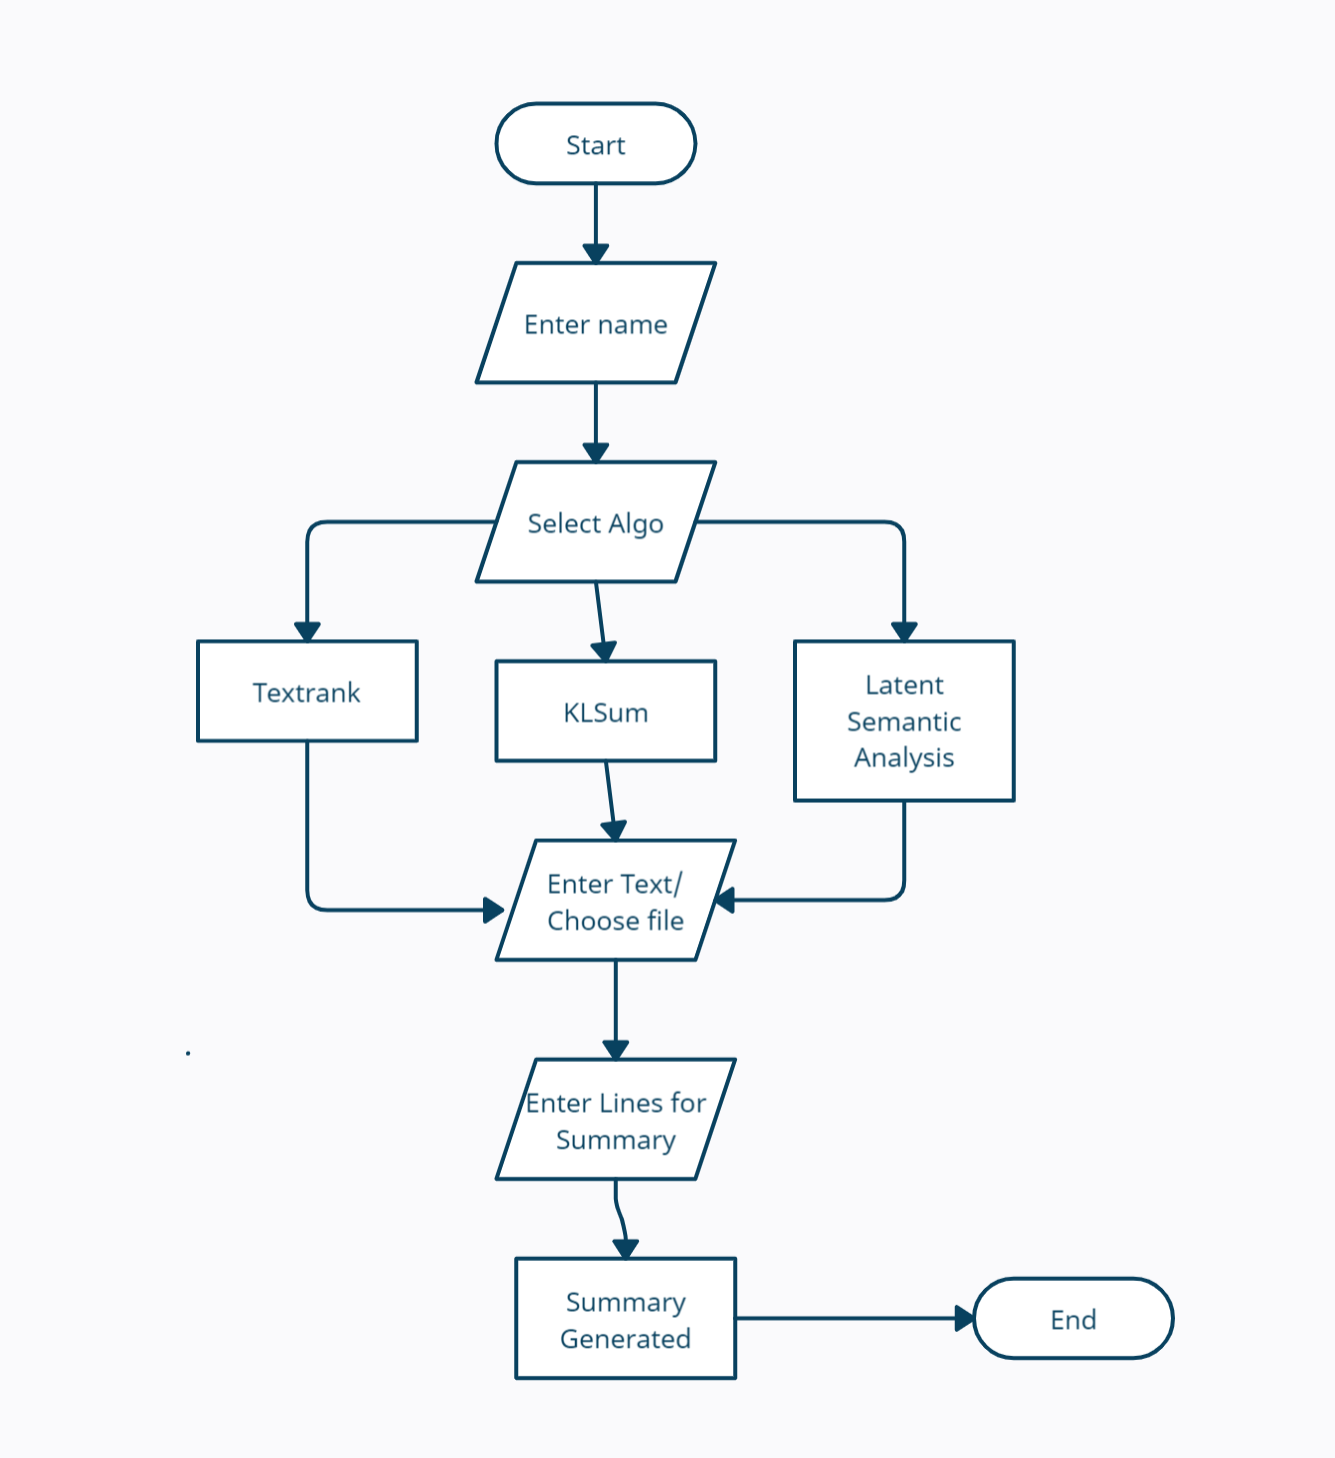 Start
Enter name
Select Algo
Textrank
KLSum
Latent
Semantic
Analysis
Enter Text/
Choose file
Enter Lines for
Summary
Summary
Generated
End